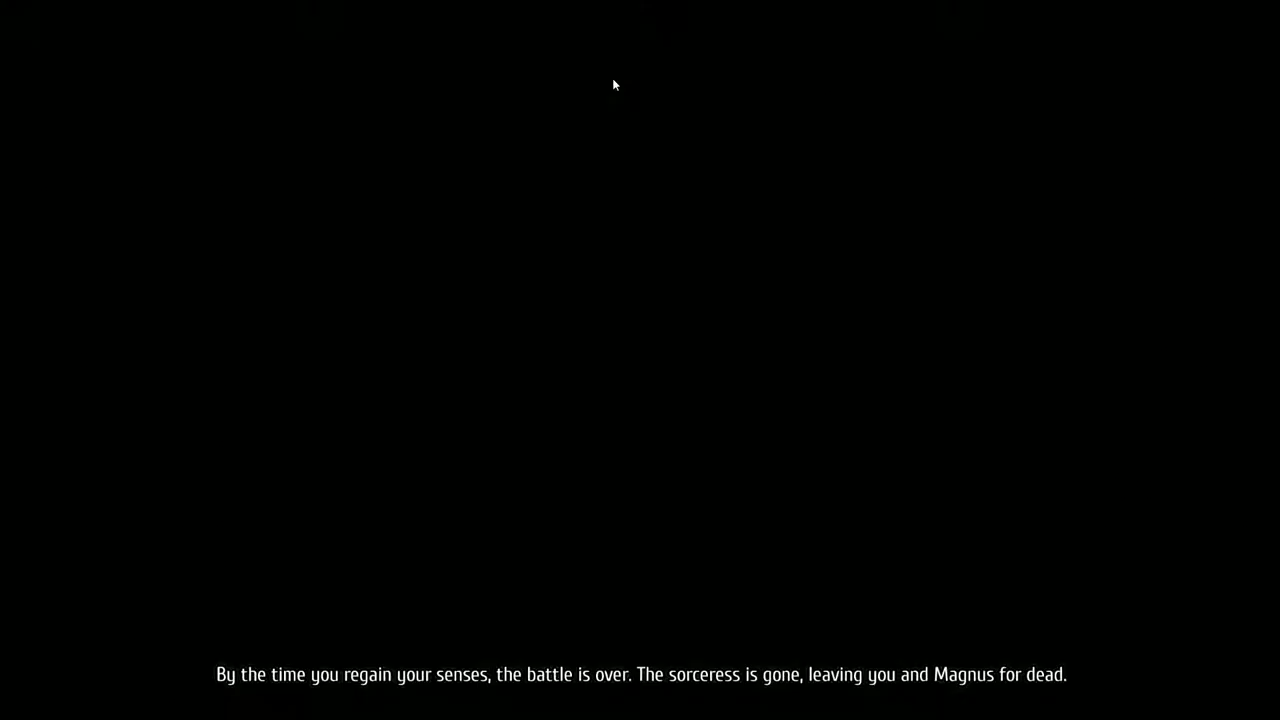 By the time you regain your senses, the battle is over. The sorceress is gone, leaving you and Magnus for dead.